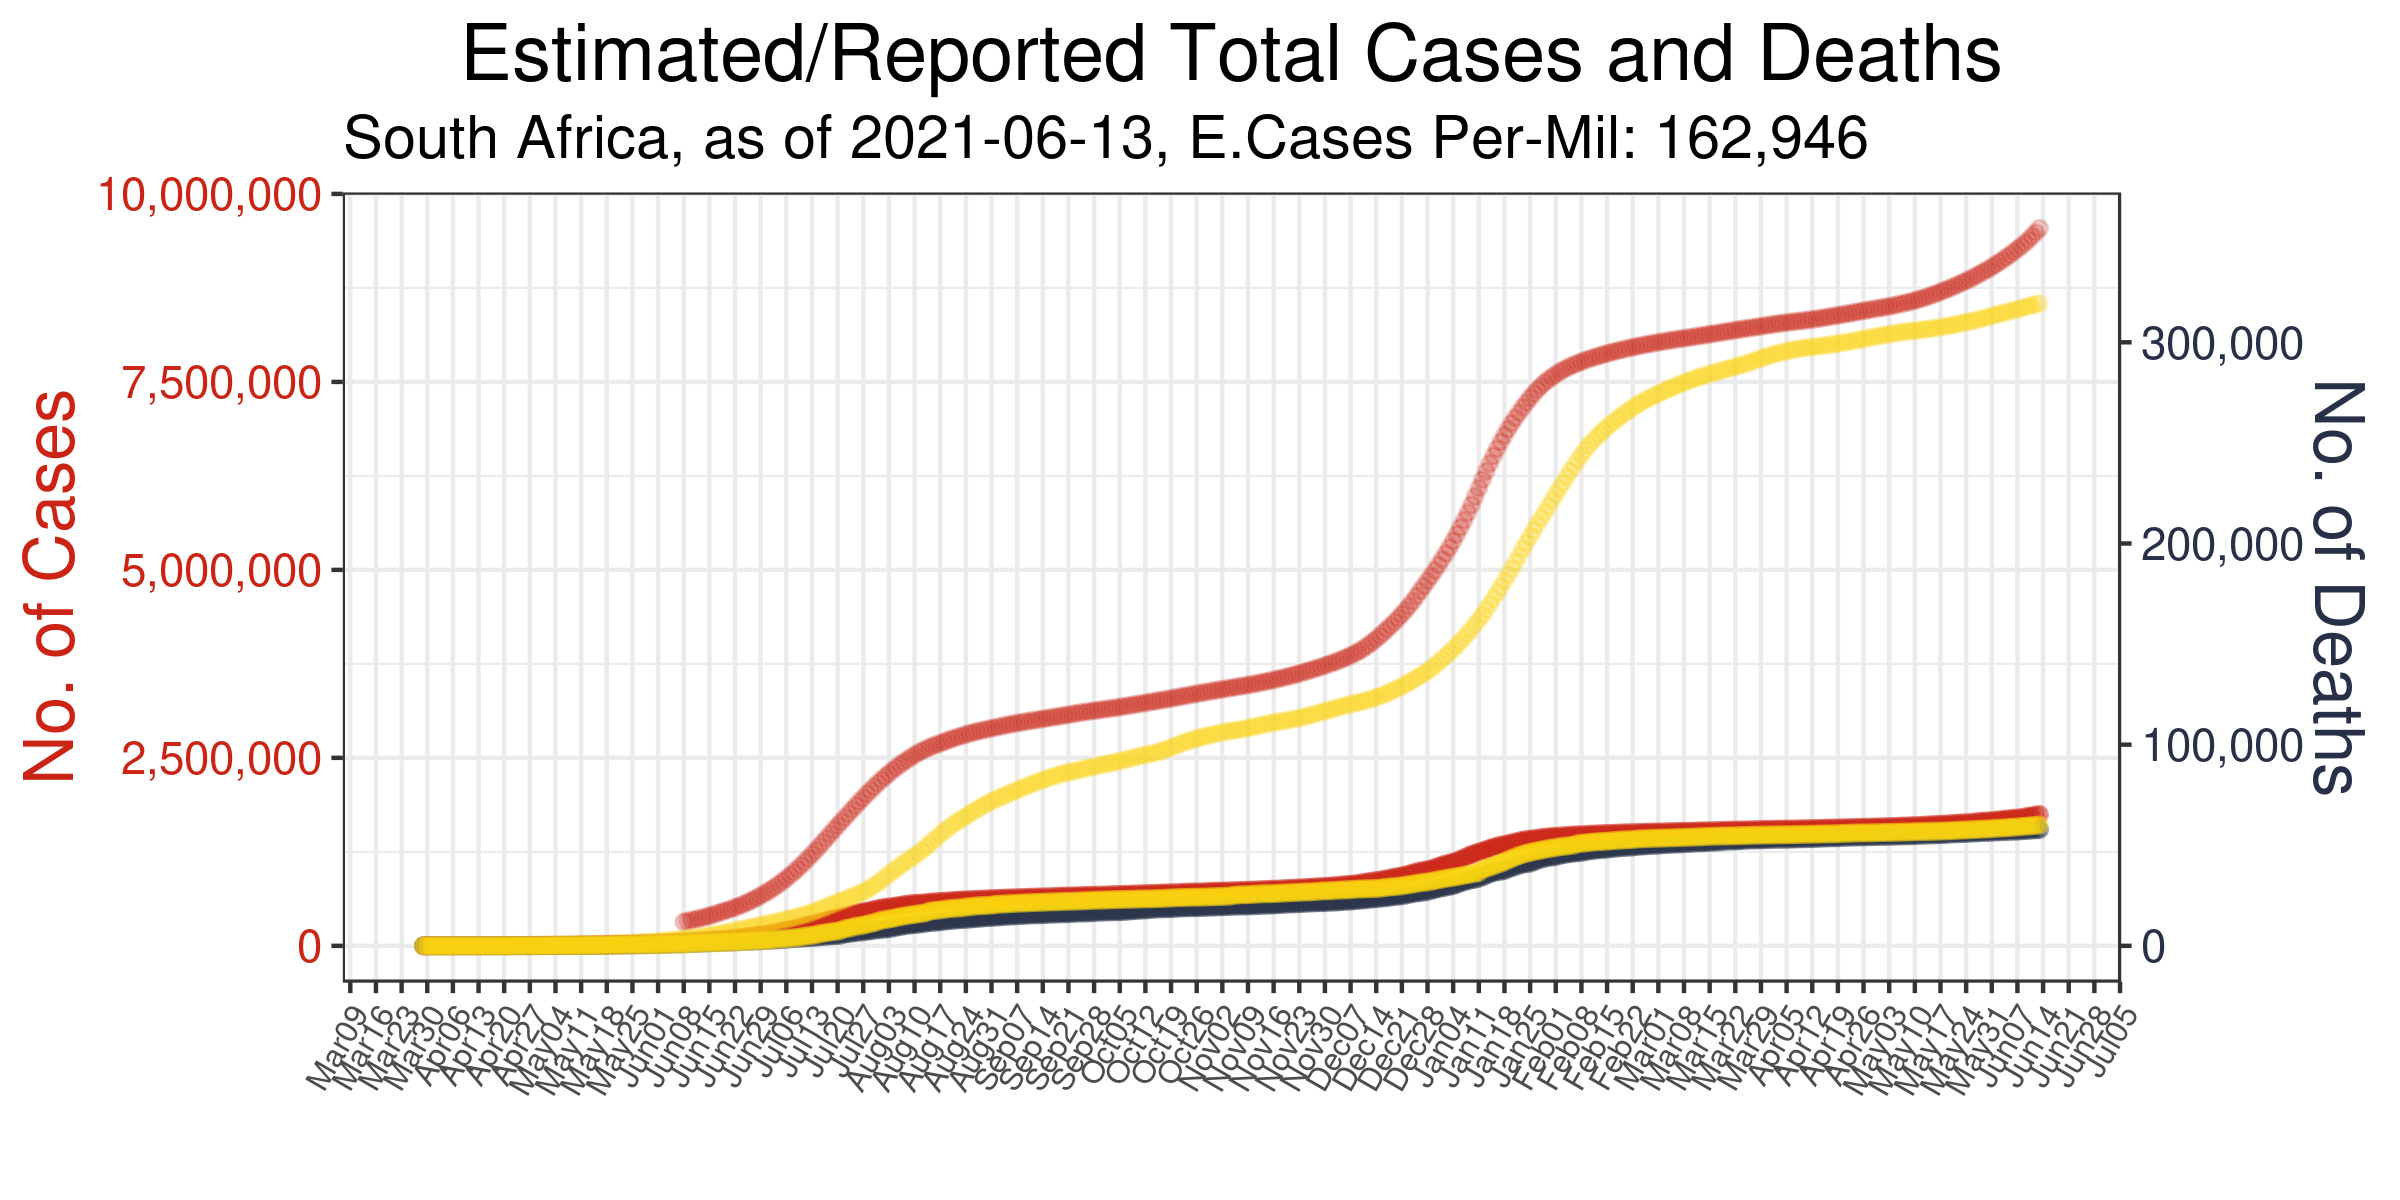 Estimated/Reported Total Cases and Deaths
South Africa, as of 2021-06-13, E.Cases Per-Mil: 162,946
No. of Cases
10,000,000
7,500,000
5,000,000
2,500,000
0
No. of Deaths
300,000
200,000
100,000
0
Mar09
Mar16
Mar23
Mar30
Apr06
Apr13
Apr20
Apr27
May04
May11
May18
May25
Jun01
Jun08
Jun15
Jun22
Jun29
Jul06
Jul13
Jul20
Jul27
Aug03
Aug10
Aug17
Aug24
Aug31
Sep07
Sep14
Sep21
Sep28
Oct05
Oct12
Oct19
Oct26
Nov02
Nov09
Nov16
Nov23
Nov30
Dec07
Dec14
Dec21
Dec28
Jan04
Jan11
Jan18
Jan25
Feb01
Feb08
Feb15
Feb22
Mar01
Mar08
Mar15
Mar22
Mar29
Apr05
Apr12
Apr19
Apr26
May03
May10
May17
May24
May31
Jun07
Jun14
Jun21
Jun28
Jul05